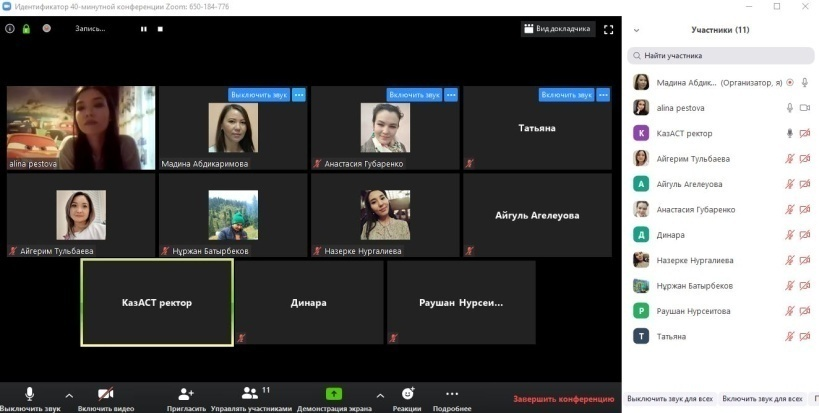 Идентификатор 40-минутной конференции Zoom: 650-184-776
Запись...
Вид докладчика
Участники (11)
Найти участника
Выключить звук
Включить звук
Включить звук
Татьяна
alina pestova
Мадина Абдикаримова
Анастасия Губаренко
Айгуль Агелеуова
Айгерим Тульбаева
Нұржан Батырбеков
Назерке Нургалиева
КазАСТ ректор
Динара
Раушан Нурсеи...
Мадина Абдик... (Организатор, я)
alina pestova
К КазАСТ ректор
Айгерим Тульбаева
А Айгуль Агелеуова
Анастасия Губаренко
Д Динара
Назерке Нургалиева
Нұржан Батырбеков
Р Раушан Нурсеитова
Т Татьяна
11
Выключить звук
Включить видео
Пригласить
Управлять участниками
Демонстрация экрана
Реакции
Подробнее
Завершить конференцию
Выключить звук для всех
Включить звук для всех